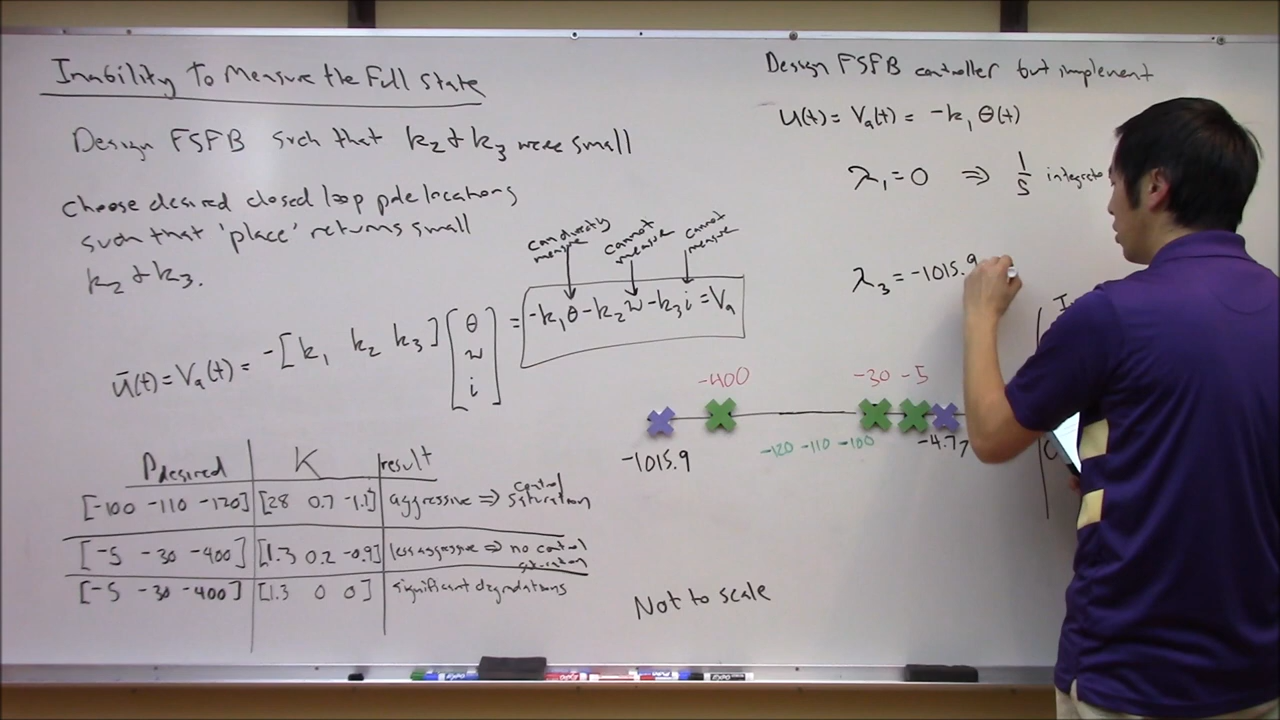 Inability to Measure the Full State
Design FSFB such that k₂ & k₃ were small
choose desired closed loop pole locations
such that 'place' returns small
k₂ & k₃.
can directly measure
cannot measure
cannot measure
ū(t) = Vₐ(t) = -[k₁ k₂ k₃] [θ w i] = -k₁θ - k₂w - k₃i = Vₐ
Pdesired K result
[-100 -110 -120] [28 0.7 -1.1] aggressive ⇒ control saturation
[-5 -30 -400] [1.3 0.2 -0.9] less aggressive ⇒ no control saturation
[-5 -30 -400] [1.3 0 0] significant degradations
Design FSFB controller but implement
u(t) = Vₐ(t) = -k₁ θ(t)
λ₁ = 0 ⇒ 1/s
λ₃ = -1015.9
-400 -30 -5
-120 -110 -100
-1015.9 -4.77
Not to scale